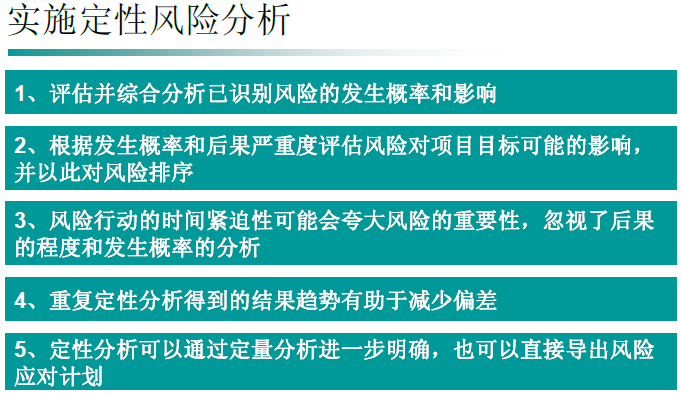 实施定性风险分析
1、评估并综合分析已识别风险的发生概率和影响
2、根据发生概率和后果严重度评估风险对项目目标可能的影响，
并以此对风险排序
3、风险行动的时间紧迫性可能会夸大风险的重要性，忽视了后果
的程度和发生概率的分析
4、重复定性分析得到的结果趋势有助于减少偏差
5、定性分析可以通过定量分析进一步明确，也可以直接导出风险
应对计划